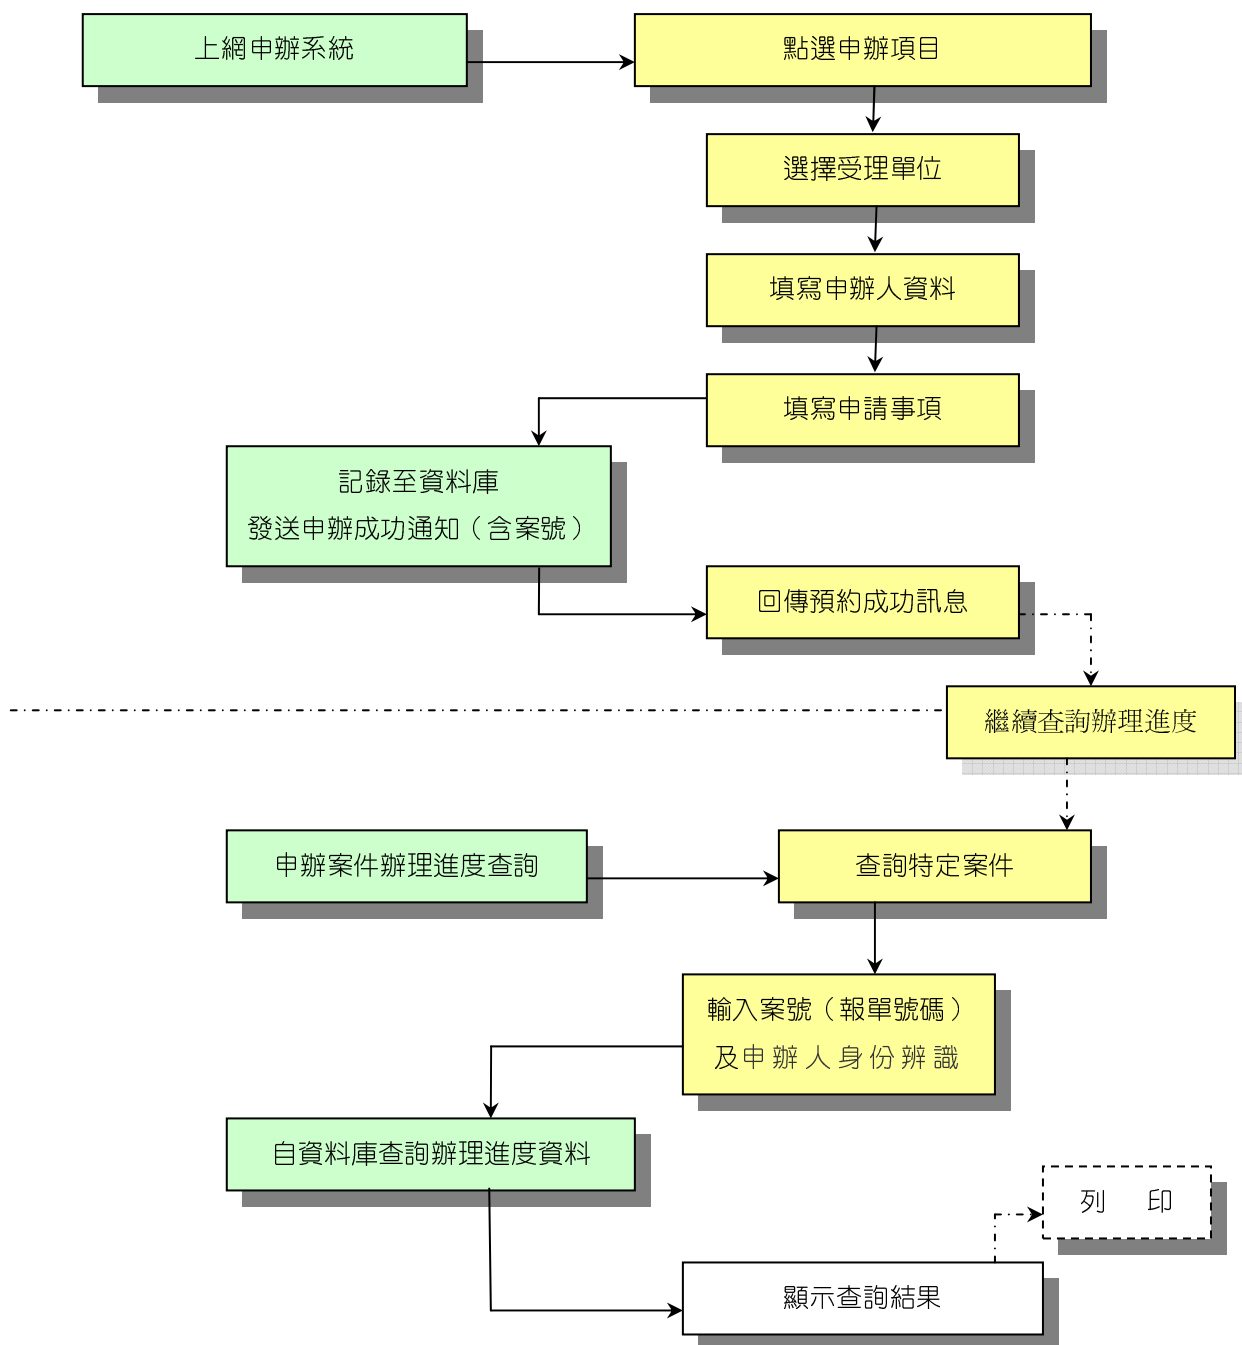 上網申辦系統
點選申辦項目
選擇受理單位
填寫申辦人資料
填寫申請事項
記錄至資料庫
發送申辦成功通知（含案號）
回傳預約成功訊息
繼續查詢辦理進度
申辦案件辦理進度查詢
查詢特定案件
輸入案號（報單號碼）
及申辦人身份辨識
自資料庫查詢辦理進度資料
列 印
顯示查詢結果